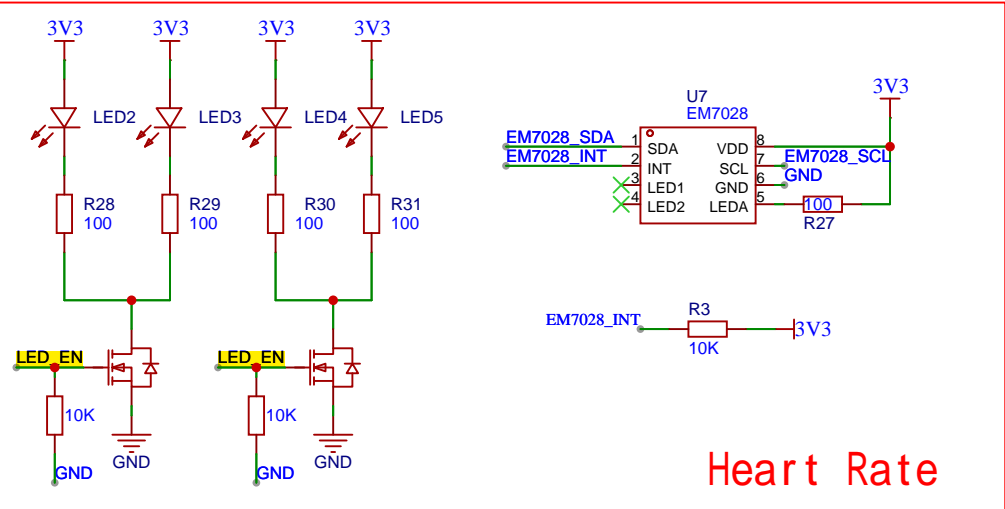 3V3
3V3
3V3
3V3
3V3
LED2
LED3
LED4
LED5
R28
100
R29
100
R30
100
R31
100
U7
EM7028
EM7028_SDA
EM7028_INT
1
2
3
4
SDA
INT
LED1
LED2
VDD
SCL
GND
LEDA
8
7
6
5
EM7028_SCL
GND
100
R27
EM7028_INT
R3
10K
3V3
LED_EN
LED_EN
10K
10K
GND
GND
GND
GND
Heart Rate